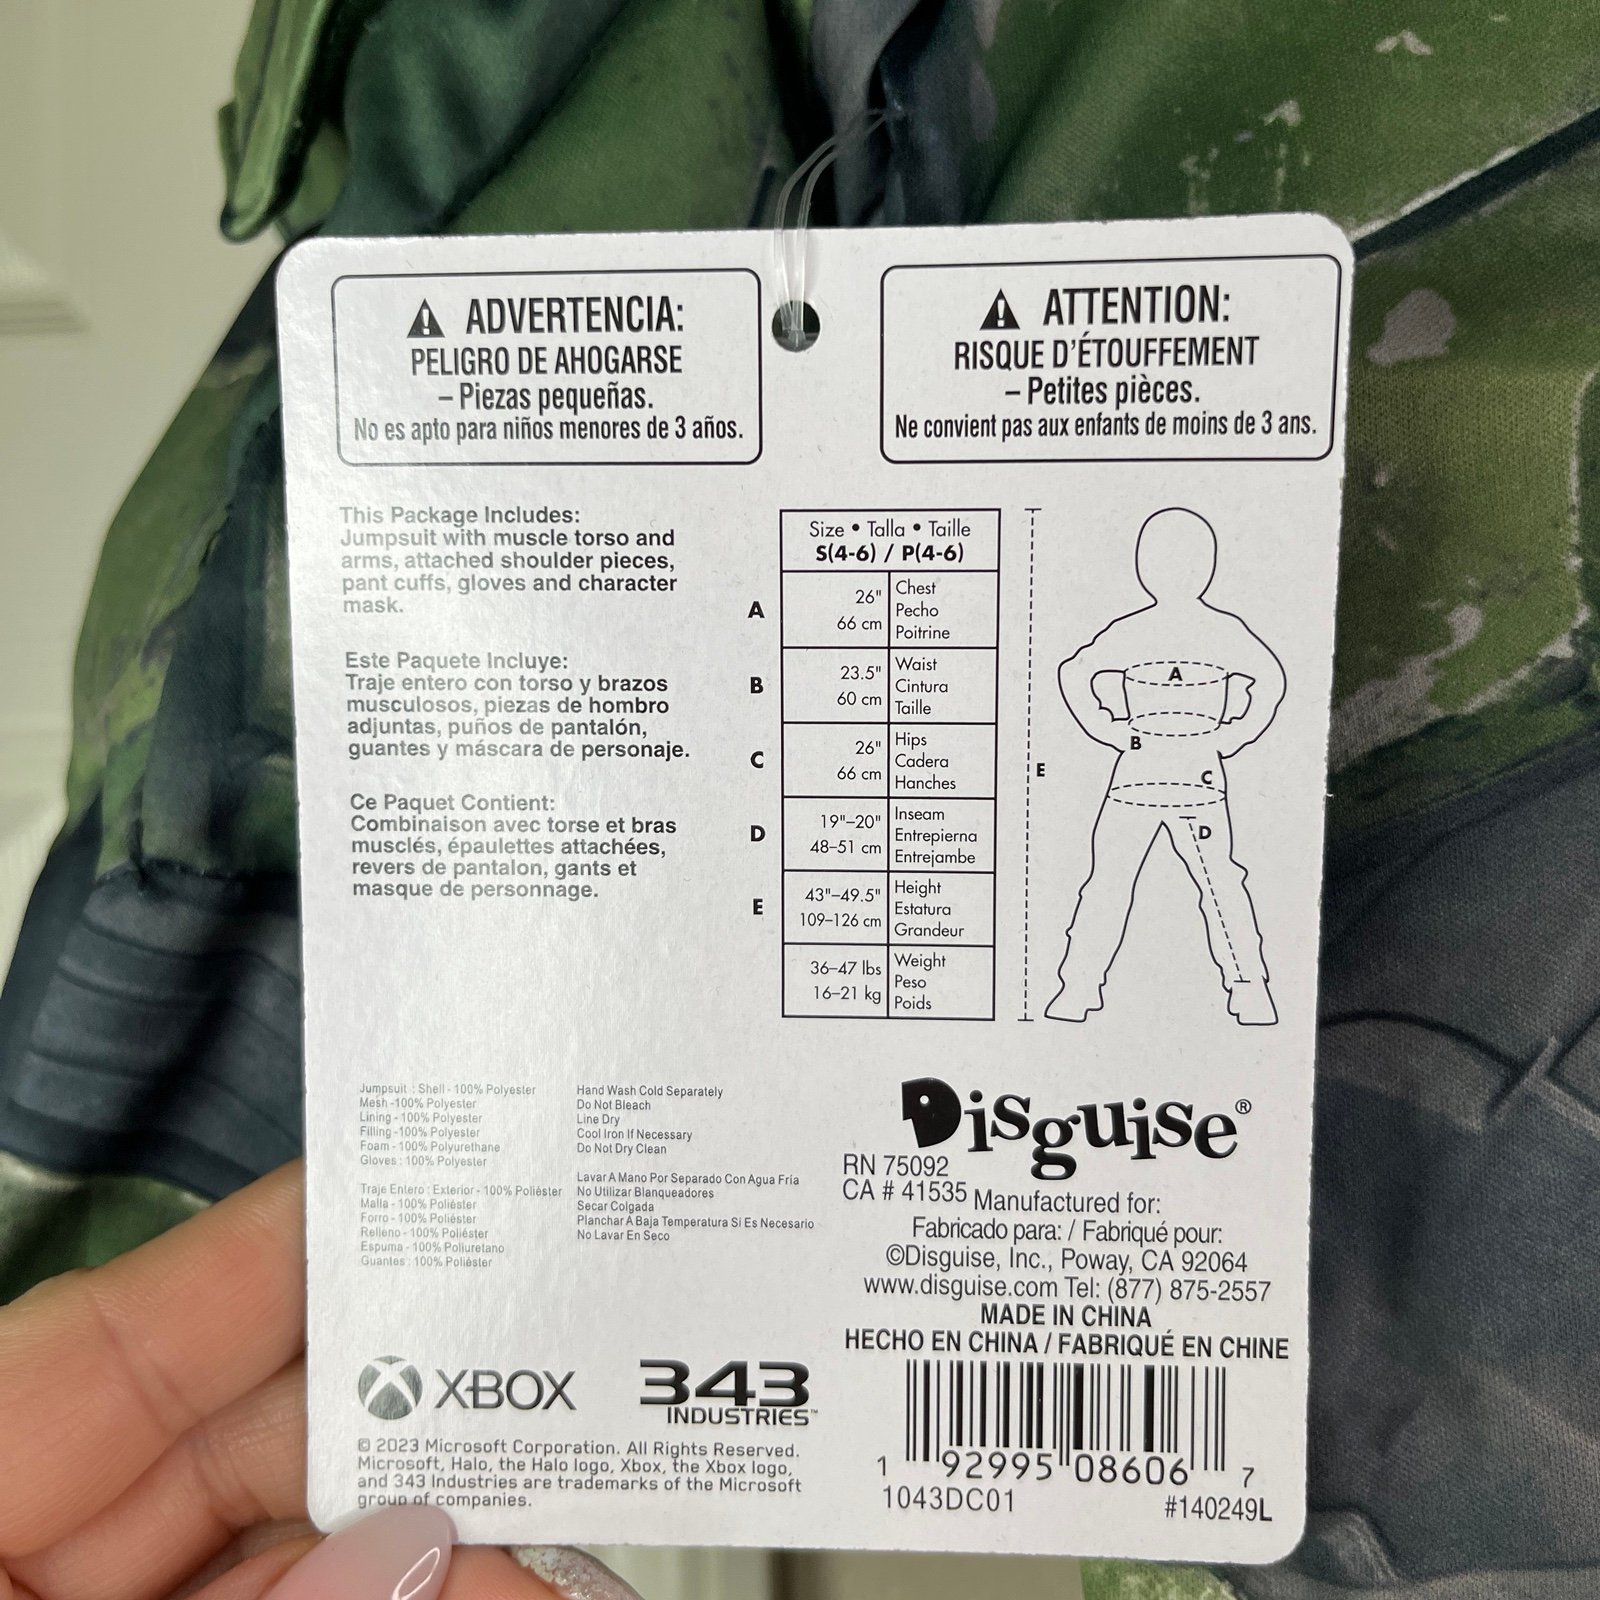 ADVERTENCIA:
PELIGRO DE AHOGARSE
– Piezas pequeñas.
No es apto para niños menores de 3 años.
ATTENTION:
RISQUE D'ÉTOUFFEMENT
– Petites pièces.
Ne convient pas aux enfants de moins de 3 ans.
This Package Includes:
Jumpsuit with muscle torso and
arms, attached shoulder pieces,
pant cuffs, gloves and character
mask.
Este Paquete Incluye:
Traje entero con torso y brazos
musculosos, piezas de hombro
adjuntas, puños de pantalón,
guantes y máscara de personaje.
Ce Paquet Contient:
Combinaison avec torse et bras
musclés, épaulettes attachées,
revers de pantalon, gants et
masque de personnage.
Size • Talla • Taille
S(4-6) / P(4-6)
A
26" Chest
Pecho
66 cm Poitrine
B
23.5" Waist
Cintura
60 cm Taille
C
26" Hips
Cadera
66 cm Hanches
D
19"–20" Inseam
Entrepierna
48–51 cm Entrejambe
E
43"–49.5" Height
Estatura
109–126 cm Grandeur
36–47 lbs Weight
Peso
16–21 kg Poids
A
B
C
D
E
Jumpsuit : Shell - 100% Polyester
Mesh -100% Polyester
Lining - 100% Polyester
Filling -100% Polyester
Foam - 100% Polyurethane
Gloves : 100% Polyester
Traje Entero : Exterior - 100% Poliéster
Malla - 100% Poliéster
Forro - 100% Poliéster
Relleno - 100% Poliéster
Espuma - 100% Poliuretano
Guantes : 100% Poliéster
Hand Wash Cold Separately
Do Not Bleach
Line Dry
Cool Iron If Necessary
Do Not Dry Clean
Lavar A Mano Por Separado Con Agua Fría
No Utilizar Blanqueadores
Secar Colgada
Planchar A Baja Temperatura Si Es Necesario
No Lavar En Seco
Disguise®
RN 75092
CA # 41535
Manufactured for:
Fabricado para: / Fabriqué pour:
©Disguise, Inc., Poway, CA 92064
www.disguise.com Tel: (877) 875-2557
MADE IN CHINA
HECHO EN CHINA / FABRIQUÉ EN CHINE
XBOX
343
INDUSTRIES™
© 2023 Microsoft Corporation. All Rights Reserved.
Microsoft, Halo, the Halo logo, Xbox, the Xbox logo,
and 343 Industries are trademarks of the Microsoft
group of companies.
1 92995 08606 7
1043DC01 #140249L